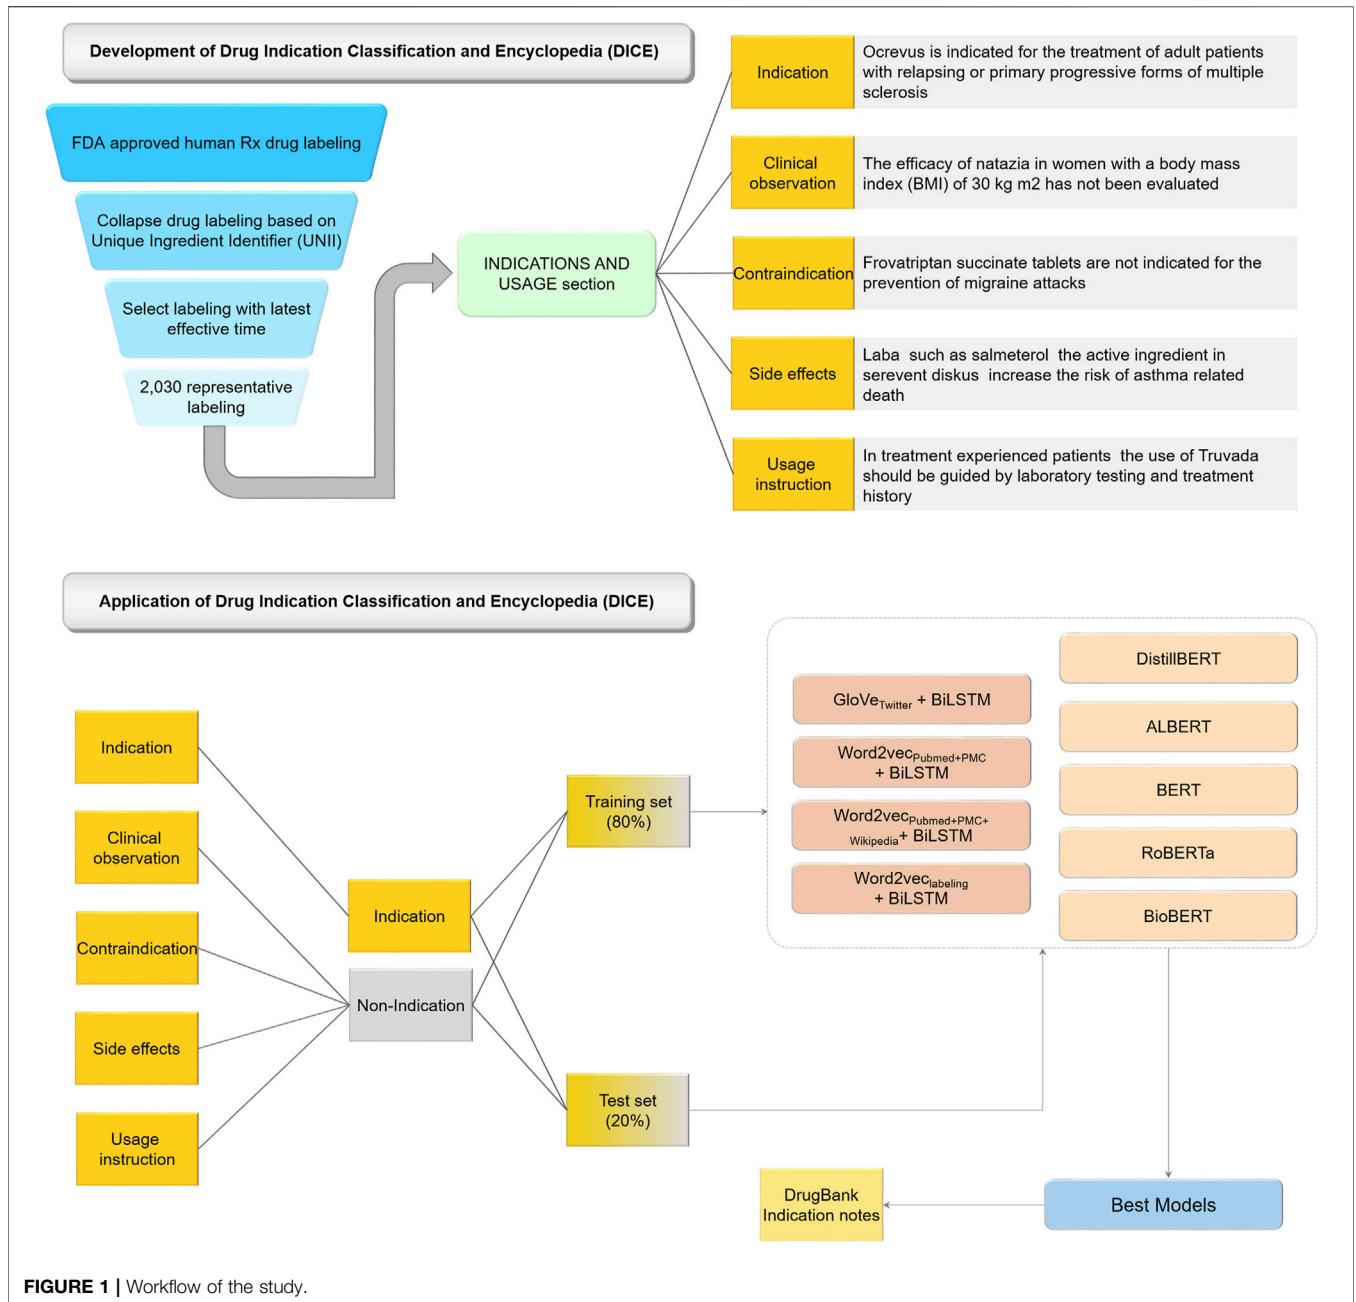 Development of Drug Indication Classification and Encyclopedia (DICE)
FDA approved human Rx drug labeling
Collapse drug labeling based on
Unique Ingredient Identifier (UNII)
Select labeling with latest
effective time
2,030 representative
labeling
INDICATIONS AND
USAGE section
Indication
Ocrevus is indicated for the treatment of adult patients
with relapsing or primary progressive forms of multiple
sclerosis
Clinical
observation
The efficacy of natazia in women with a body mass
index (BMI) of 30 kg m2 has not been evaluated
Contraindication
Frovatriptan succinate tablets are not indicated for the
prevention of migraine attacks
Side effects
Laba such as salmeterol the active ingredient in
serevent diskus increase the risk of asthma related
death
Usage
instruction
In treatment experienced patients the use of Truvada
should be guided by laboratory testing and treatment
history
Application of Drug Indication Classification and Encyclopedia (DICE)
Indication
Clinical
observation
Contraindication
Side effects
Usage
instruction
Indication
Non-Indication
Training set
(80%)
Test set
(20%)
GloVeTwitter + BiLSTM
Word2vecPubmed+PMC
+ BiLSTM
Word2vecPubmed+PMC+
Wikipedia+ BiLSTM
Word2veclabeling
+ BiLSTM
DistillBERT
ALBERT
BERT
RoBERTa
BioBERT
Best Models
DrugBank
Indication notes
FIGURE 1 | Workflow of the study.